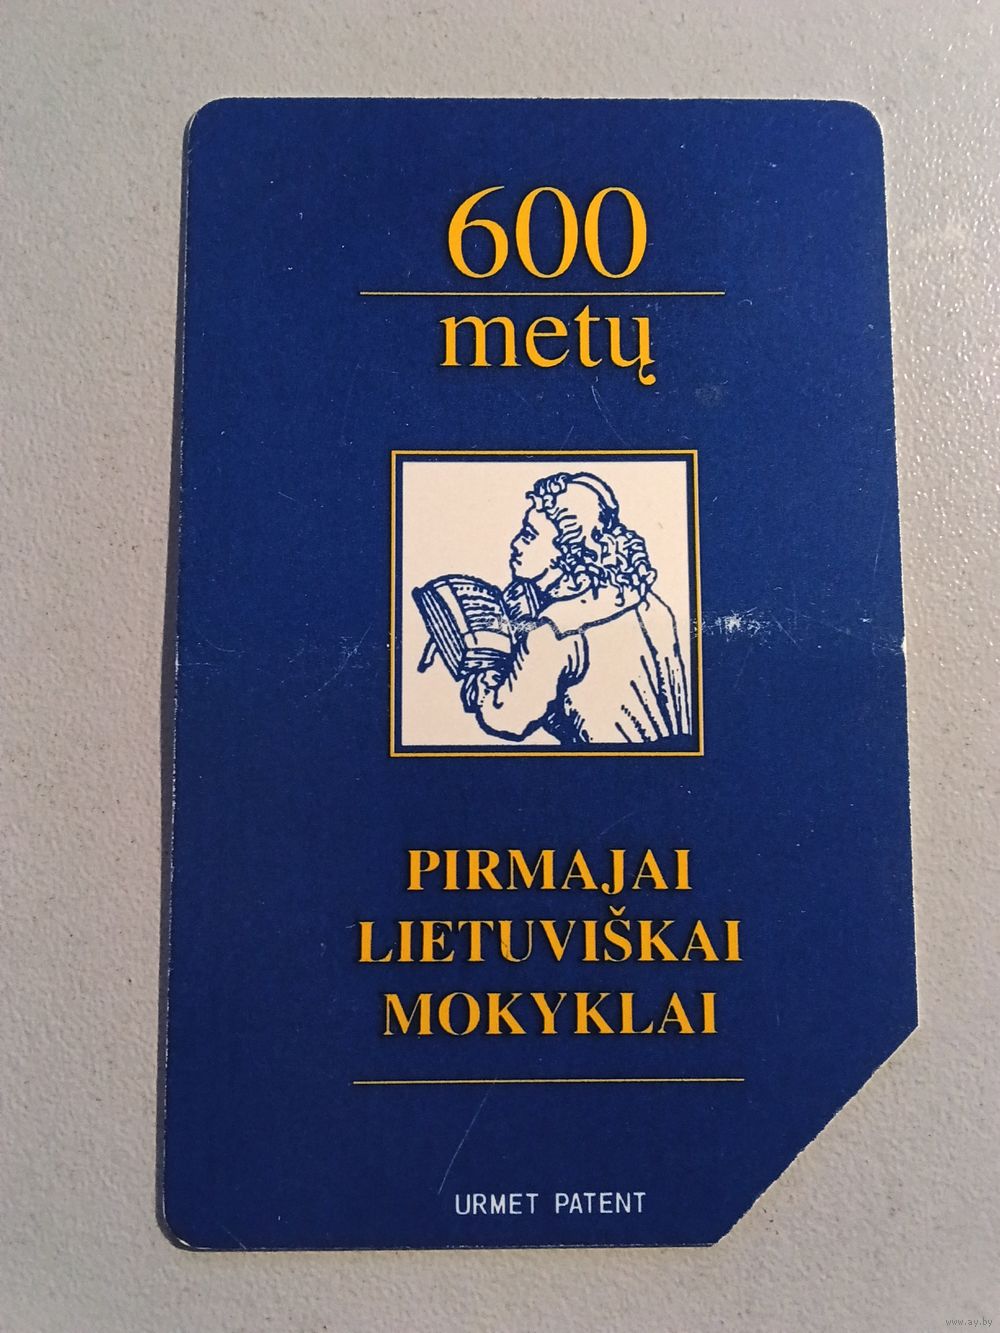 600
metų
PIRMAJAI
LIETUVIŠKAI
MOKYKLAI
URMET PATENT
www.ay.by